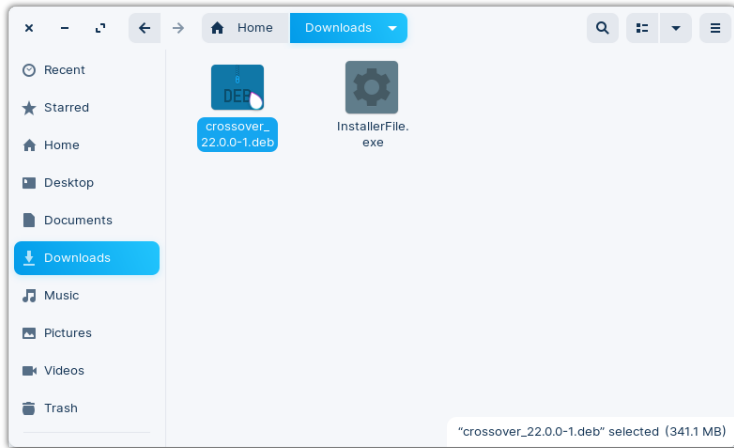 Home
Downloads
Recent
Starred
Home
Desktop
Documents
Downloads
Music
Pictures
Videos
Trash
DEB
crossover_
22.0.0-1.deb
InstallerFile.
exe
“crossover_22.0.0-1.deb” selected (341.1 MB)